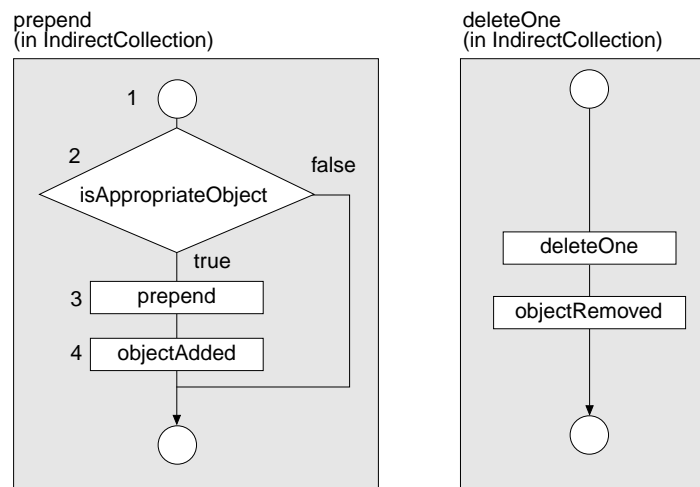 prepend
(in IndirectCollection)
1
2
false
isAppropriateObject
true
3
prepend
4
objectAdded
deleteOne
(in IndirectCollection)
deleteOne
objectRemoved